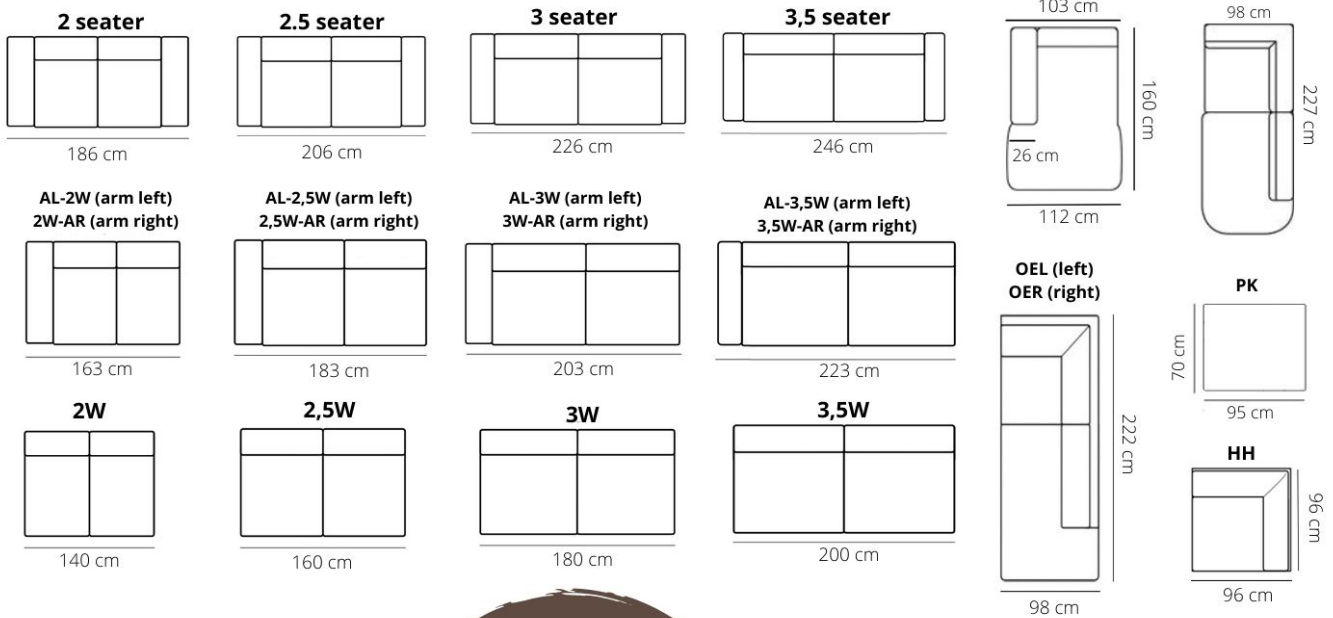 2 seater
186 cm
2.5 seater
206 cm
3 seater
226 cm
3,5 seater
246 cm
103 cm
160 cm
26 cm
112 cm
98 cm
227 cm
AL-2W (arm left)
2W-AR (arm right)
163 cm
AL-2,5W (arm left)
2,5W-AR (arm right)
183 cm
AL-3W (arm left)
3W-AR (arm right)
203 cm
AL-3,5W (arm left)
3,5W-AR (arm right)
223 cm
OEL (left)
OER (right)
222 cm
98 cm
PK
70 cm
95 cm
2W
140 cm
2,5W
160 cm
3W
180 cm
3,5W
200 cm
HH
96 cm
96 cm